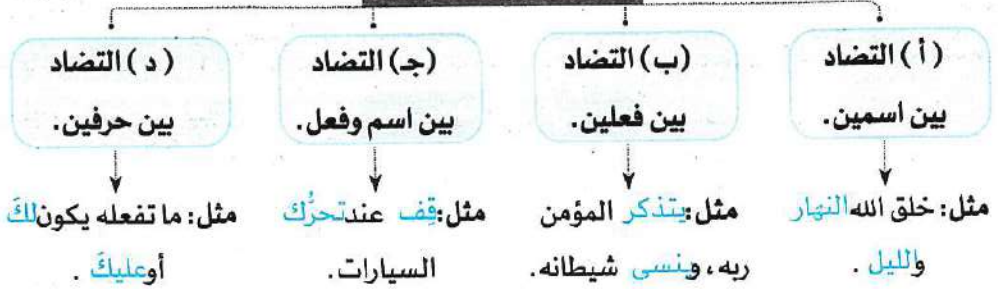 (أ) التضاد
بين اسمين.
(ب) التضاد
بين فعلين.
(جـ) التضاد
بين اسم وفعل.
(د) التضاد
بين حرفين.
مثل: خلق الله النهار
والليل.
مثل: يتذكر المؤمن
ربه، وينسى شيطانه.
مثل: قِف عند تحرُّك
السيارات.
مثل: ما تفعله يكون لكَ
أو عليكَ.